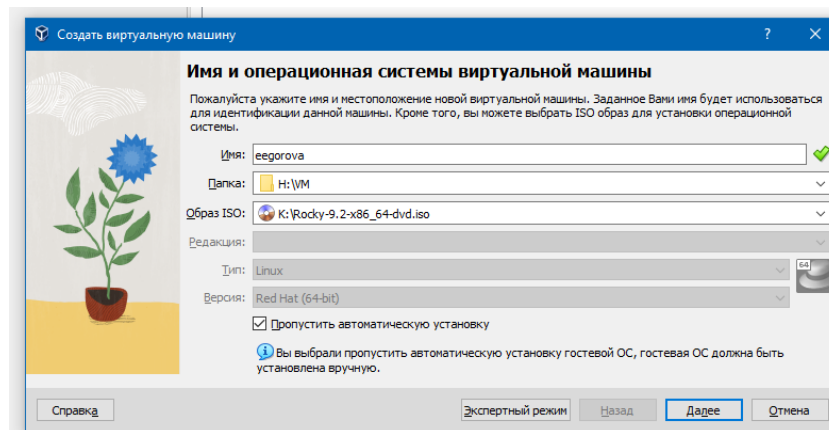 Создать виртуальную машину
Имя и операционная системы виртуальной машины
Пожалуйста укажите имя и местоположение новой виртуальной машины. Заданное Вами имя будет использоваться
для идентификации данной машины. Кроме того, вы можете выбрать ISO образ для установки операционной
системы.
Имя: eegorova
Папка: H:\VM
Образ ISO: K:\Rocky-9.2-x86_64-dvd.iso
Редакция:
Тип: Linux 64
Версия: Red Hat (64-bit)
Пропустить автоматическую установку
Вы выбрали пропустить автоматическую установку гостевой ОС, гостевая ОС должна быть
установлена вручную.
Справка Экспертный режим Назад Далее Отмена